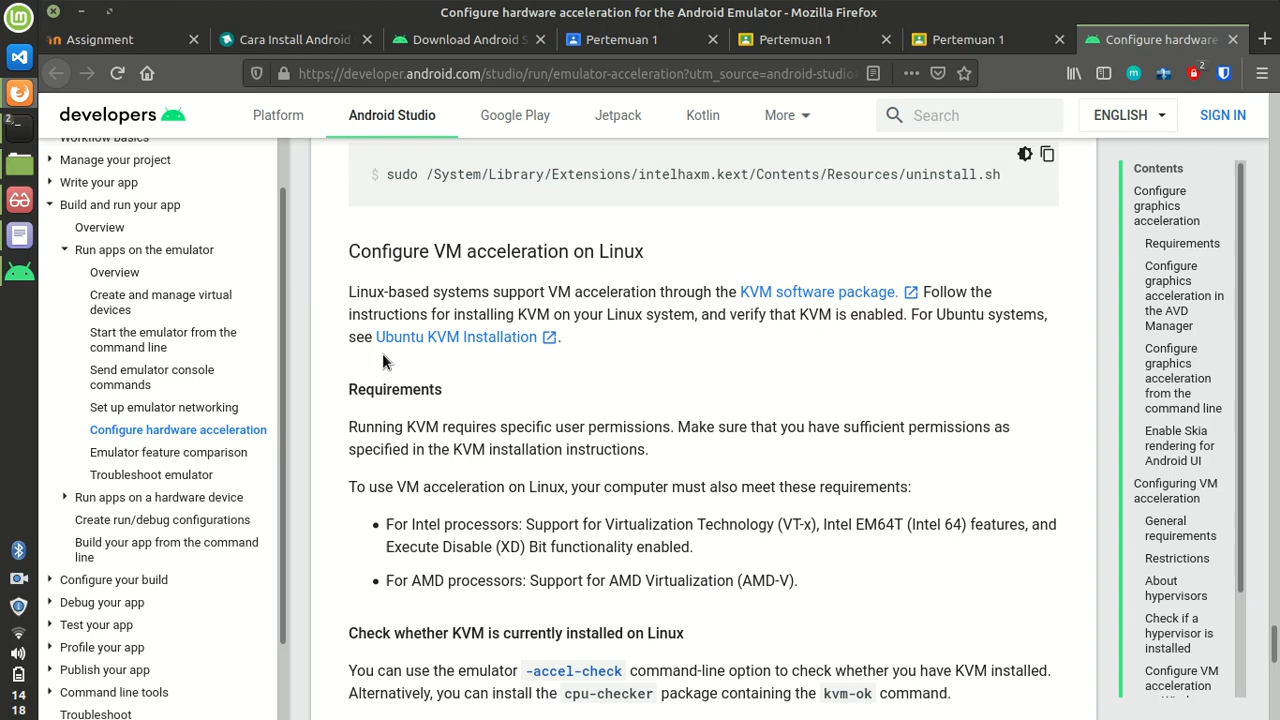 Configure hardware acceleration for the Android Emulator - Mozilla Firefox
Assignment
Cara Install Android
Download Android S
Pertemuan 1
Pertemuan 1
Pertemuan 1
Configure hardware
https://developer.android.com/studio/run/emulator-acceleration?utm_source=android-studio
2
developers
Platform
Android Studio
Google Play
Jetpack
Kotlin
More
Search
ENGLISH
SIGN IN
Workflow basics
Manage your project
Write your app
Build and run your app
Overview
Run apps on the emulator
Overview
Create and manage virtual
devices
Start the emulator from the
command line
Send emulator console
commands
Set up emulator networking
Configure hardware acceleration
Emulator feature comparison
Troubleshoot emulator
Run apps on a hardware device
Create run/debug configurations
Build your app from the command
line
Configure your build
Debug your app
Test your app
Profile your app
Publish your app
Command line tools
Troubleshoot
$ sudo /System/Library/Extensions/intelhaxm.kext/Contents/Resources/uninstall.sh
Configure VM acceleration on Linux
Linux-based systems support VM acceleration through the KVM software package. Follow the
instructions for installing KVM on your Linux system, and verify that KVM is enabled. For Ubuntu systems,
see Ubuntu KVM Installation.
Requirements
Running KVM requires specific user permissions. Make sure that you have sufficient permissions as
specified in the KVM installation instructions.
To use VM acceleration on Linux, your computer must also meet these requirements:
• For Intel processors: Support for Virtualization Technology (VT-x), Intel EM64T (Intel 64) features, and
Execute Disable (XD) Bit functionality enabled.
• For AMD processors: Support for AMD Virtualization (AMD-V).
Check whether KVM is currently installed on Linux
You can use the emulator -accel-check command-line option to check whether you have KVM installed.
Alternatively, you can install the cpu-checker package containing the kvm-ok command.
Contents
Configure
graphics
acceleration
Requirements
Configure
graphics
acceleration in
the AVD
Manager
Configure
graphics
acceleration
from the
command line
Enable Skia
rendering for
Android UI
Configuring VM
acceleration
General
requirements
Restrictions
About
hypervisors
Check if a
hypervisor is
installed
Configure VM
acceleration
2
14
18